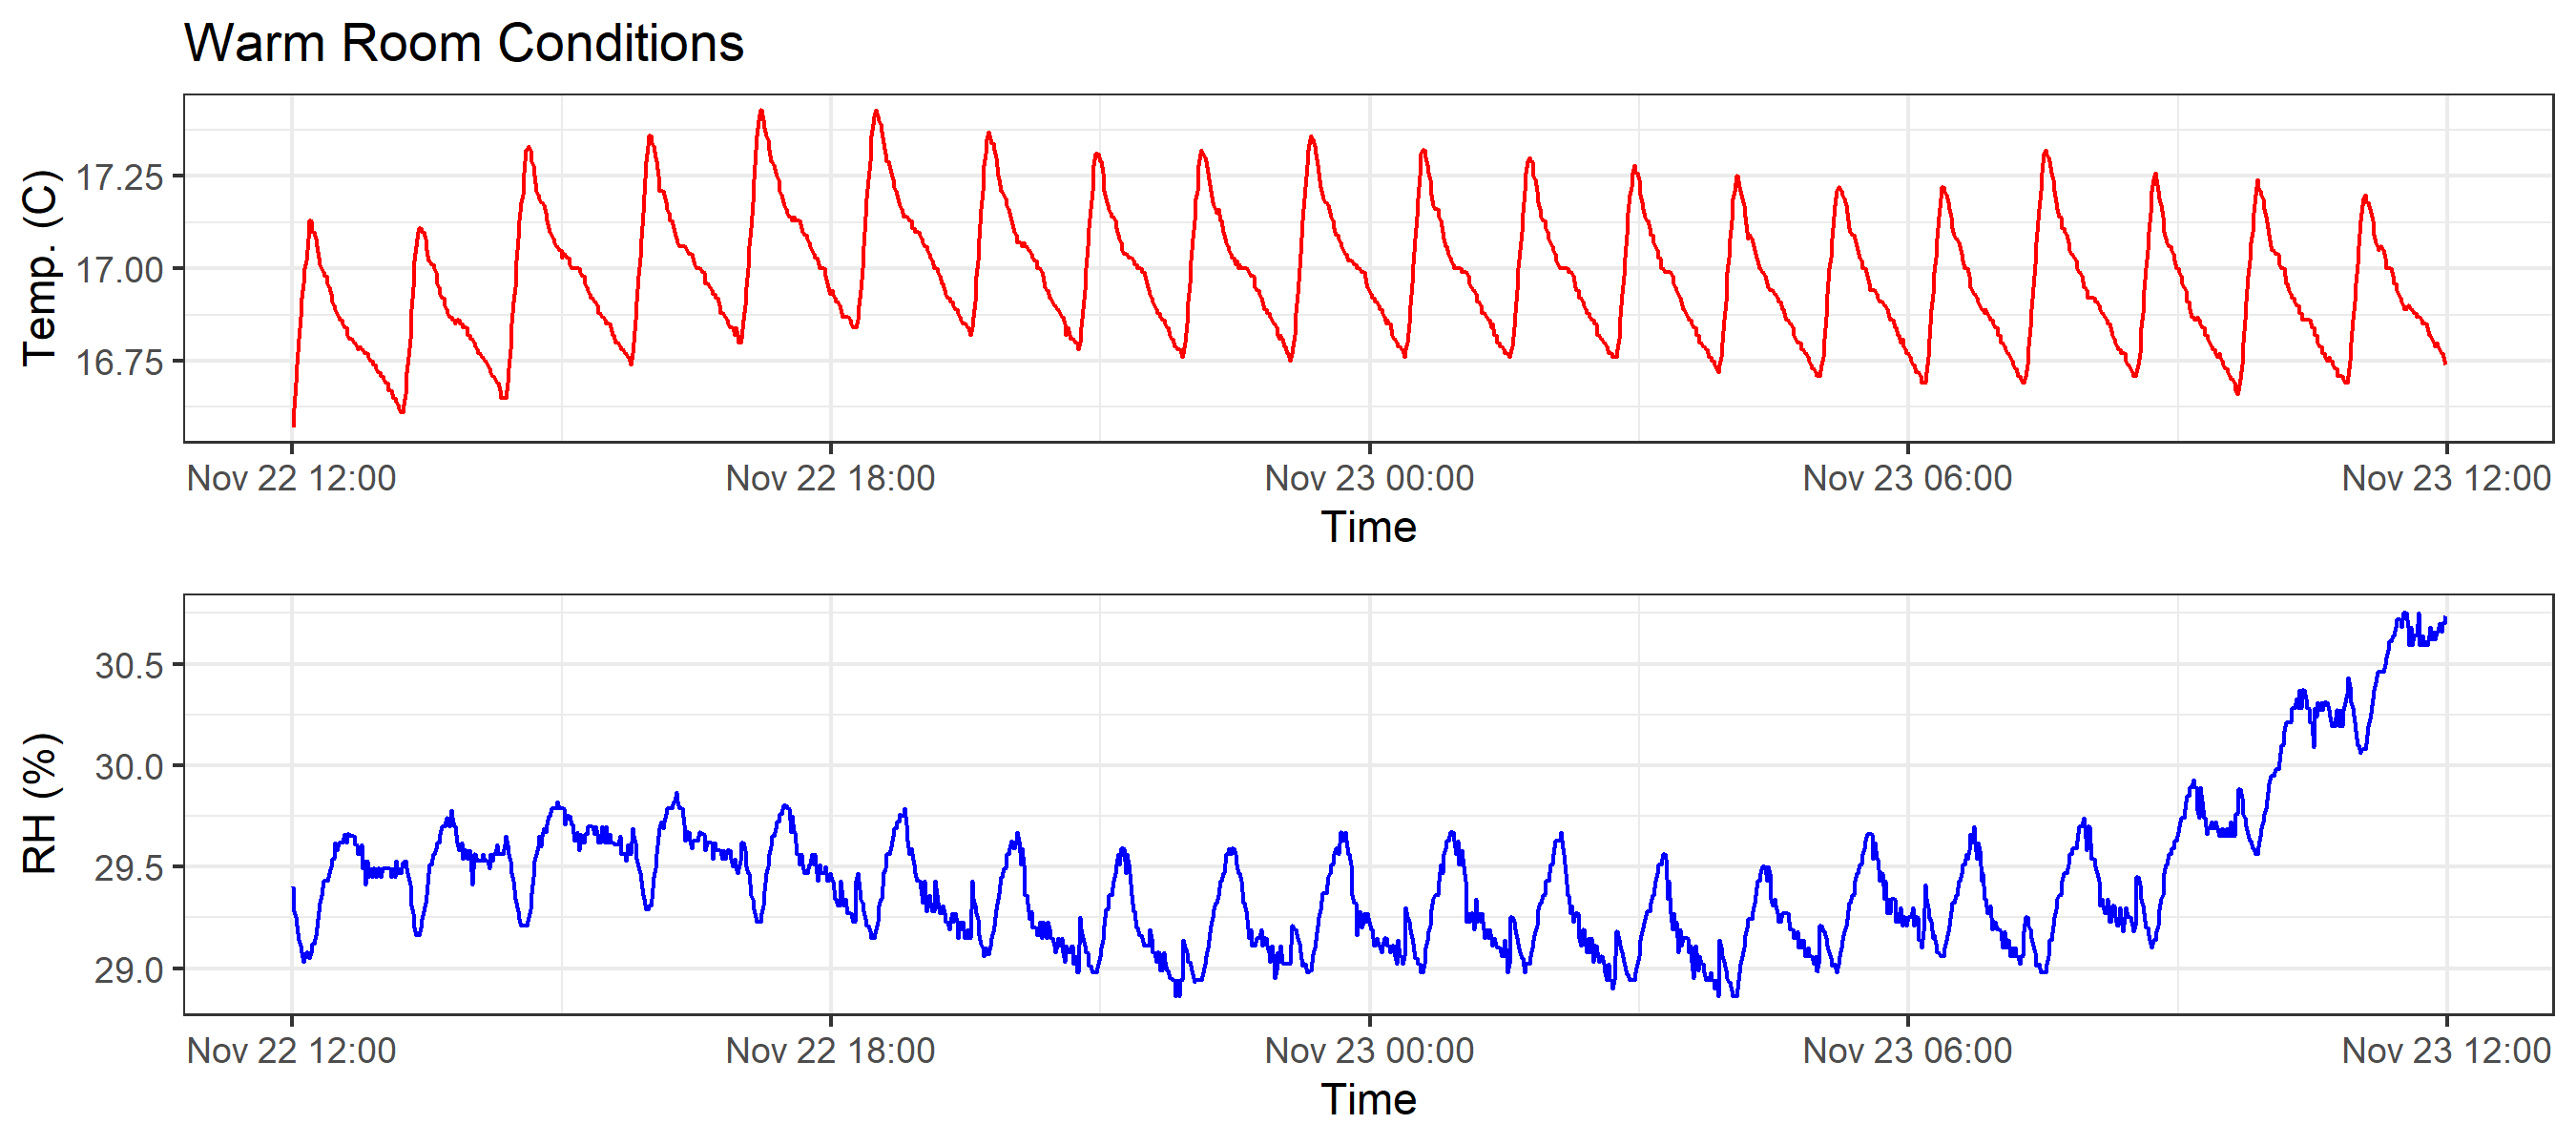 Warm Room Conditions
Temp. (C)
17.25
17.00
16.75
Nov 22 12:00 Nov 22 18:00 Nov 23 00:00 Nov 23 06:00 Nov 23 12:00
Time
RH (%)
30.5
30.0
29.5
29.0
Nov 22 12:00 Nov 22 18:00 Nov 23 00:00 Nov 23 06:00 Nov 23 12:00
Time